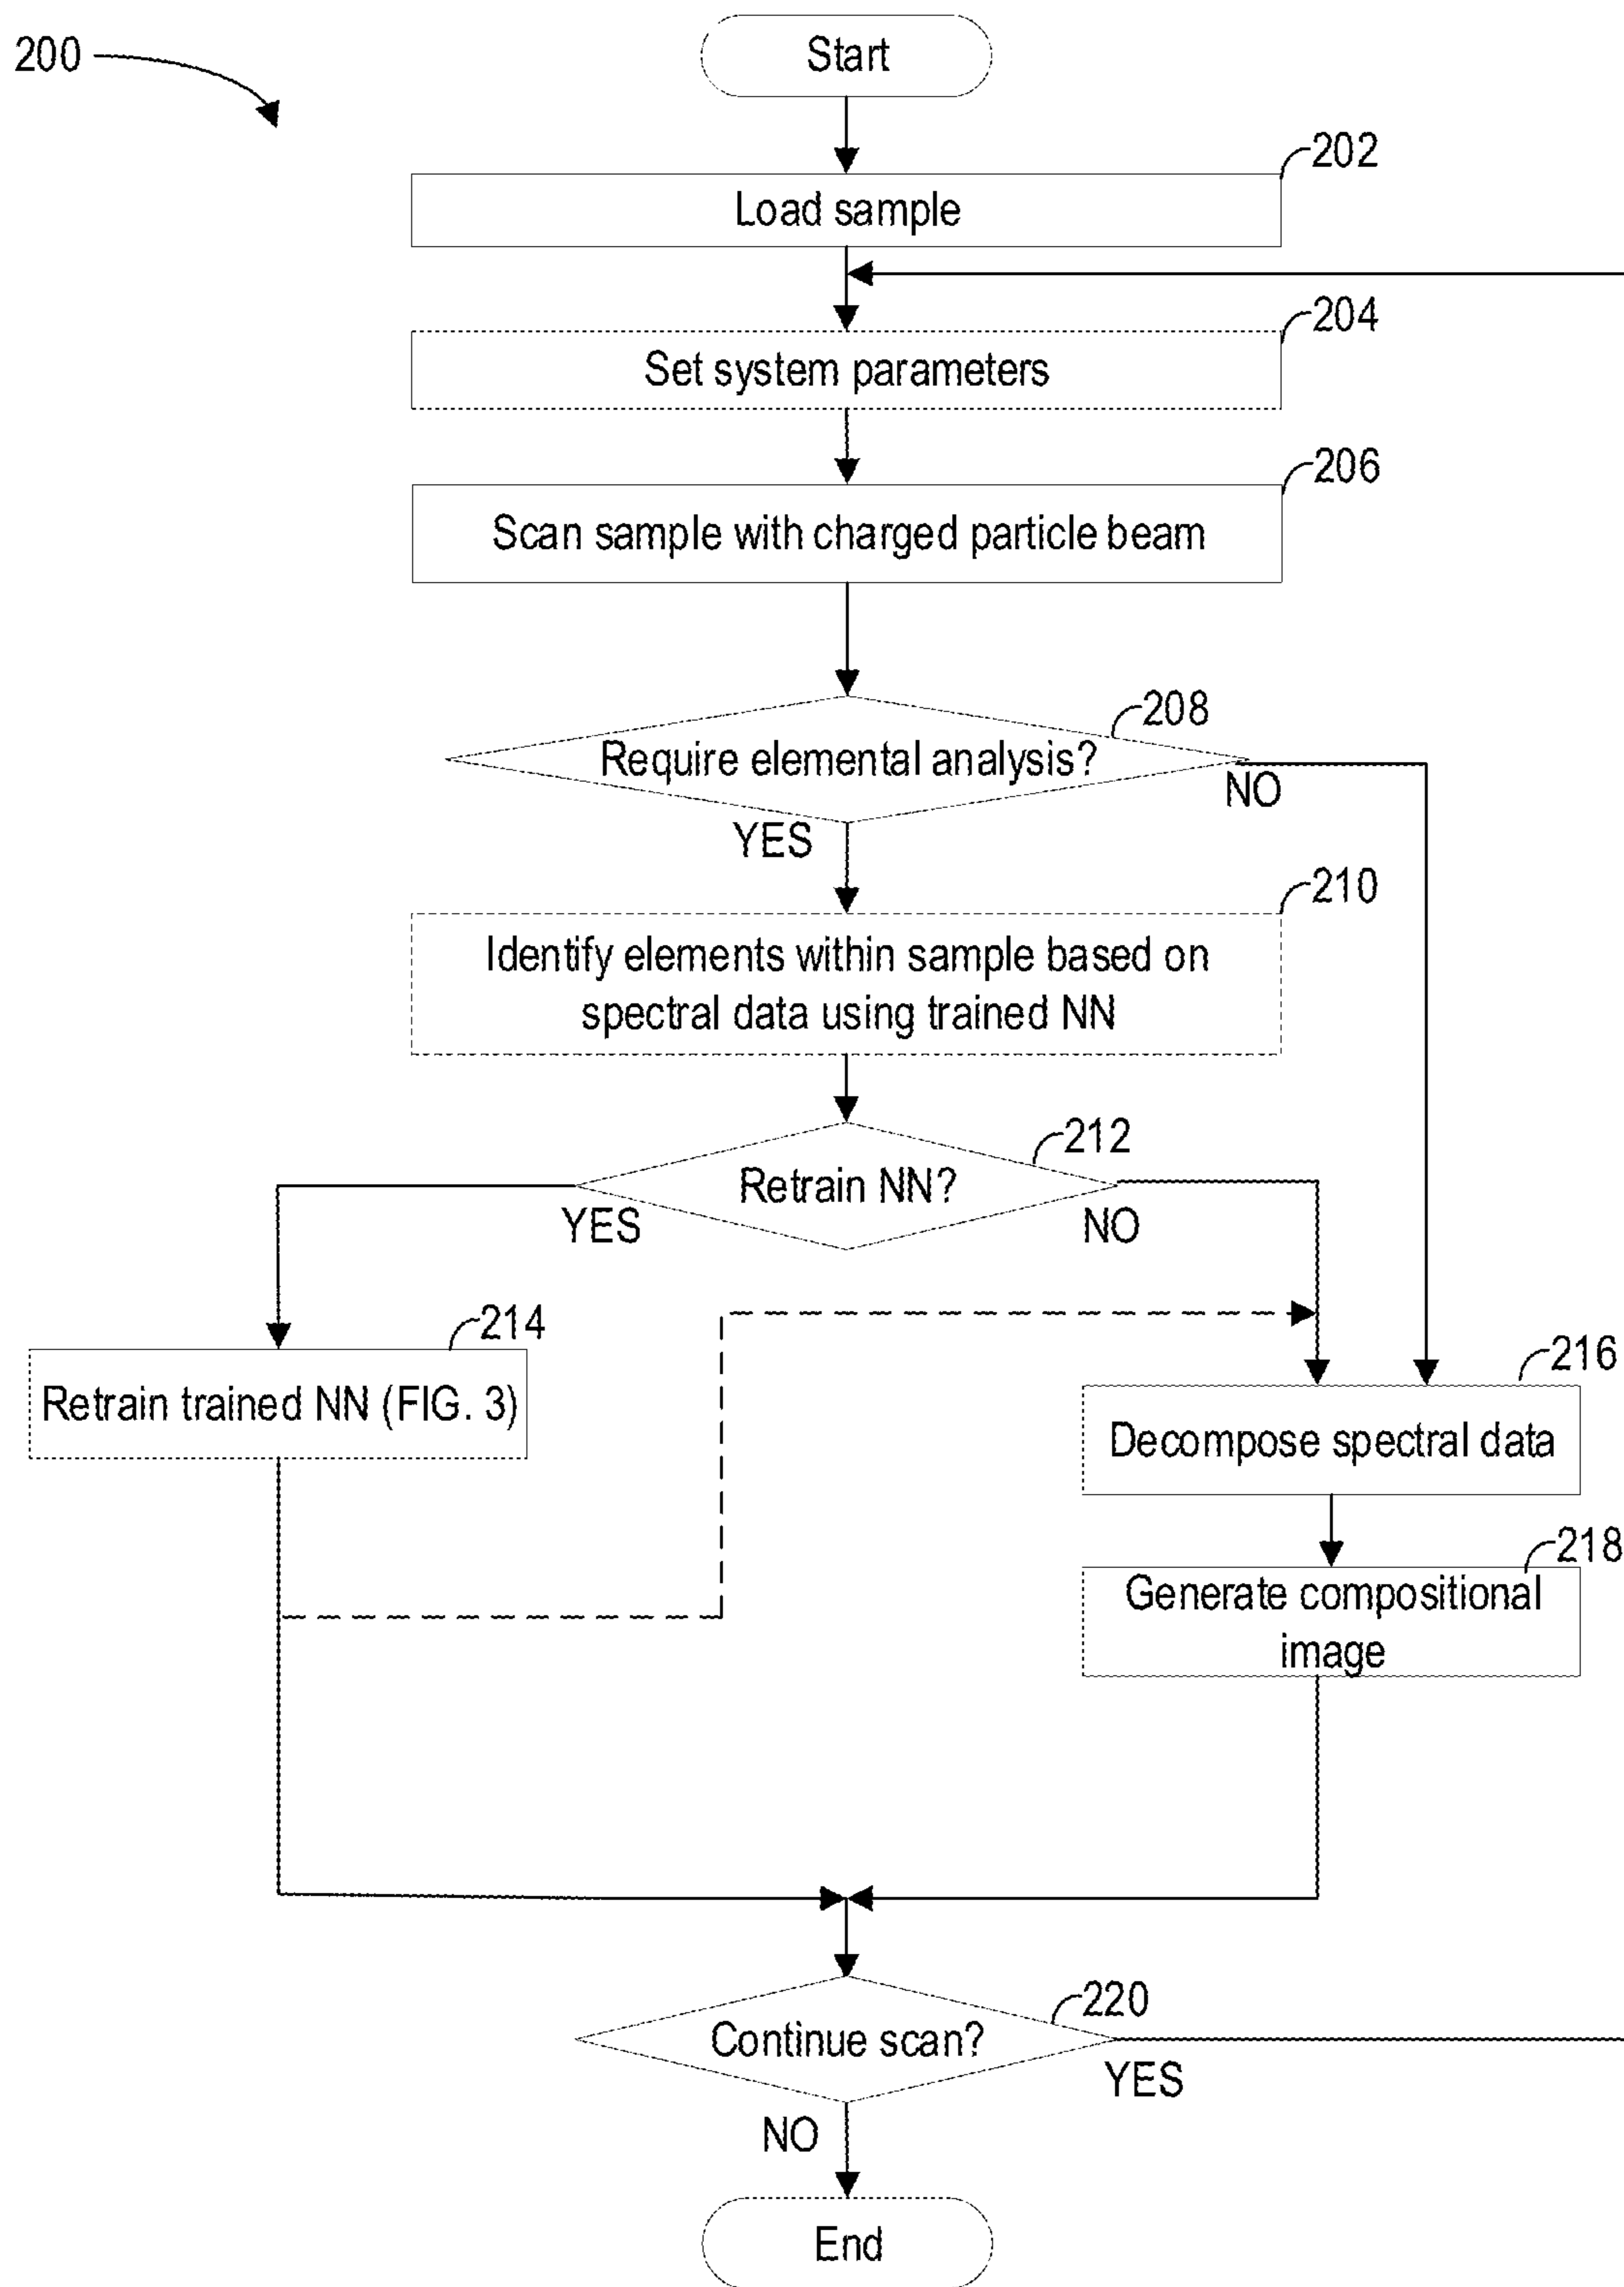 200
Start
202
Load sample
204
Set system parameters
206
Scan sample with charged particle beam
208
Require elemental analysis?
NO
YES
210
Identify elements within sample based on
spectral data using trained NN
212
Retrain NN?
YES
NO
214
Retrain trained NN (FIG. 3)
216
Decompose spectral data
218
Generate compositional
image
220
Continue scan?
YES
NO
End